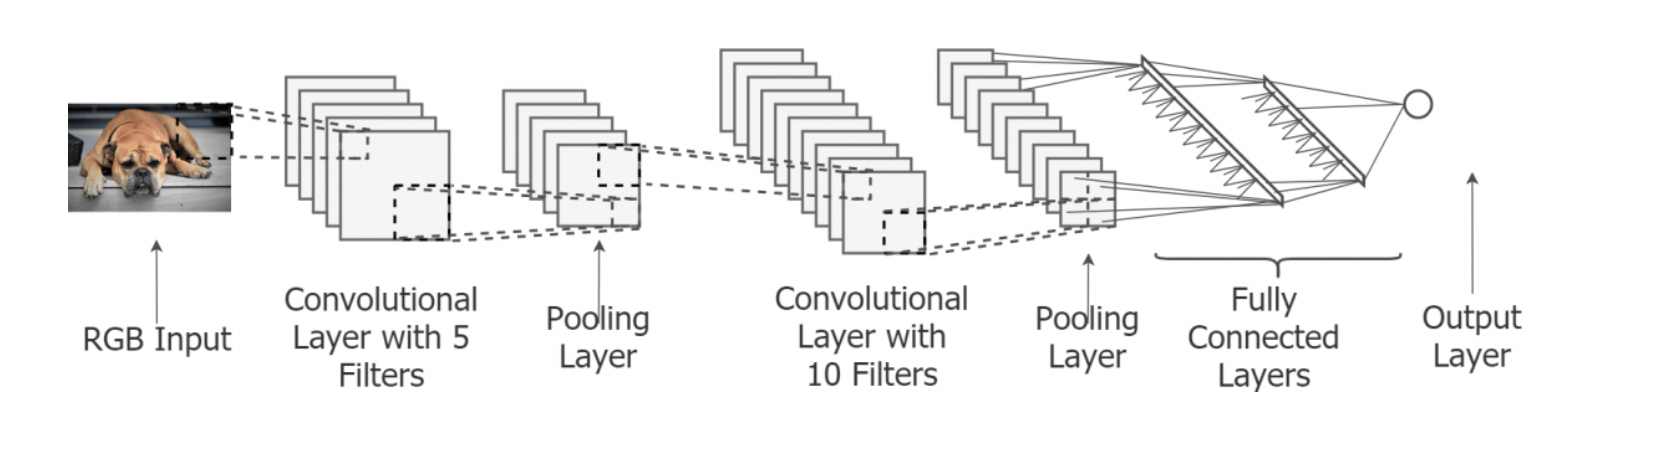 RGB Input
Convolutional
Layer with 5
Filters
Pooling
Layer
Convolutional
Layer with
10 Filters
Pooling
Layer
Fully
Connected
Layers
Output
Layer